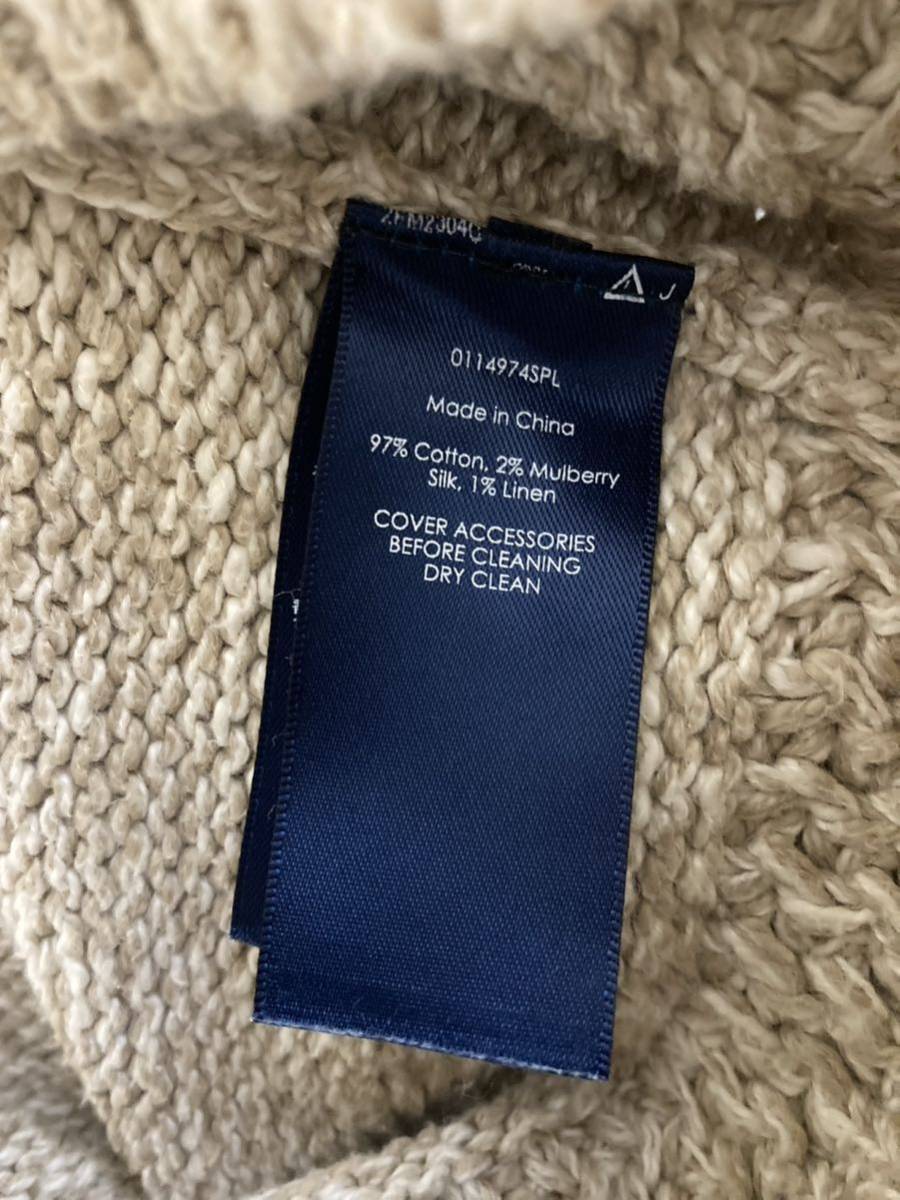 J
0114974SPL
Made in China
97% Cotton, 2% Mulberry
Silk, 1% Linen
COVER ACCESSORIES
BEFORE CLEANING
DRY CLEAN